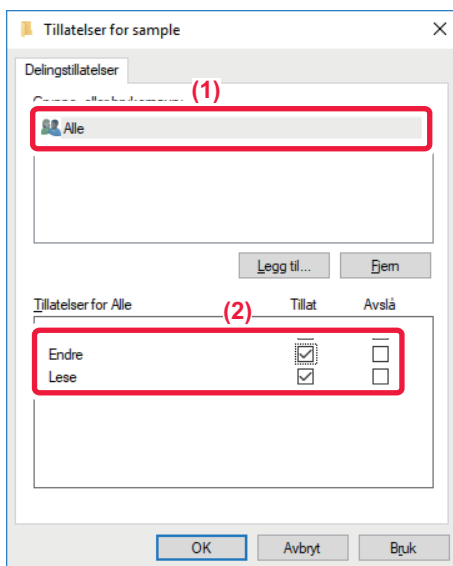 Tillatelser for sample
Delingstillatelser
(1)
Alle
Legg til...
Fjern
Tillatelser for Alle
Tillat
Avslå
(2)
Endre
Lese
OK
Avbryt
Bruk